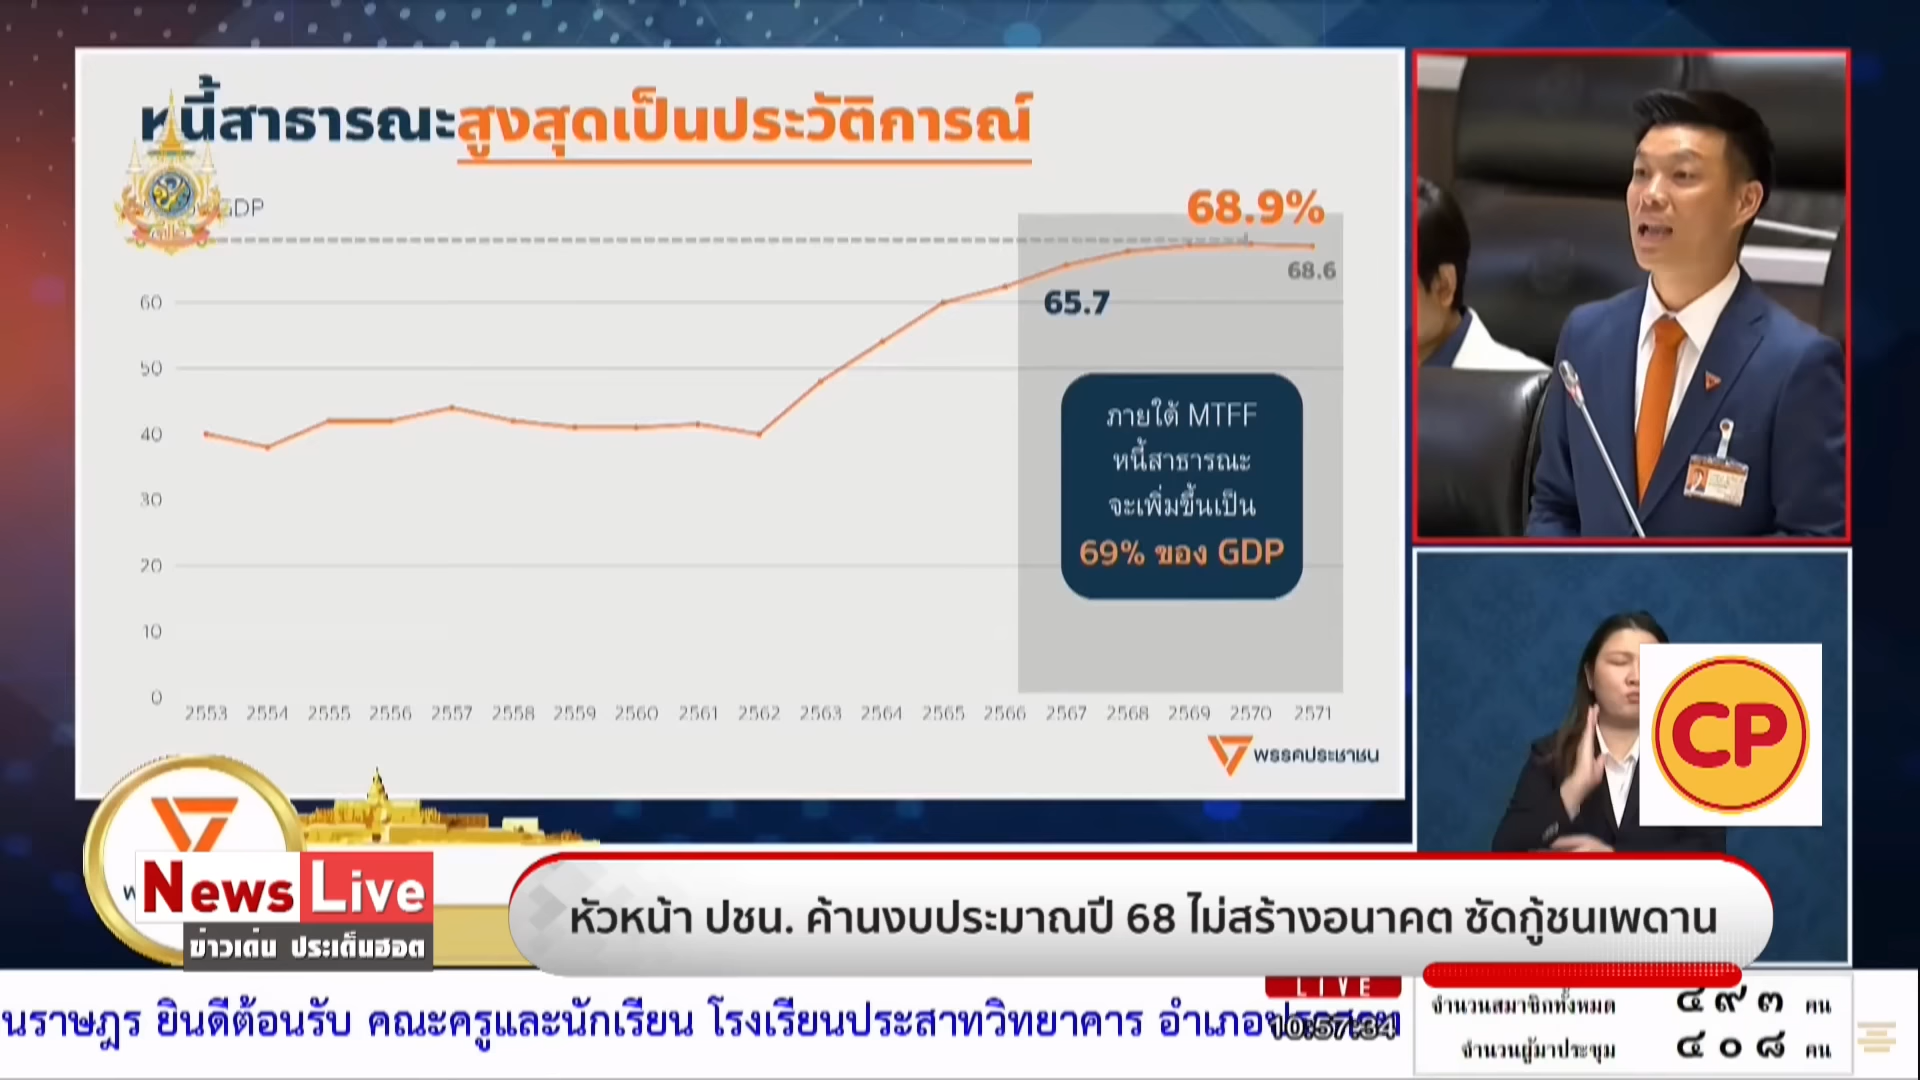 หนี้สาธารณะสูงสุดเป็นประวัติการณ์
GDP
68.9%
68.6
65.7
60
50
40
30
20
10
0
ภายใต้ MTFF
หนี้สาธารณะ
จะเพิ่มขึ้นเป็น
69% ของ GDP
2553 2554 2555 2556 2557 2558 2559 2560 2561 2562 2563 2564 2565 2566 2567 2568 2569 2570 2571
พรรคประชาชน
CP
News Live
ข่าวเด่น ประเด็นฮอต
หัวหน้า ปชน. ค้านงบประมาณปี 68 ไม่สร้างอนาคต ซัดกู้ชนเพดาน
LIVE
นราษฎร ยินดีต้อนรับ คณะครูและนักเรียน โรงเรียนประสาทวิทยาคาร อำเภอปราสาท
10:57:34
จำนวนสมาชิกทั้งหมด ๔๙๓ คน
จำนวนผู้มาประชุม ๔๐๘ คน